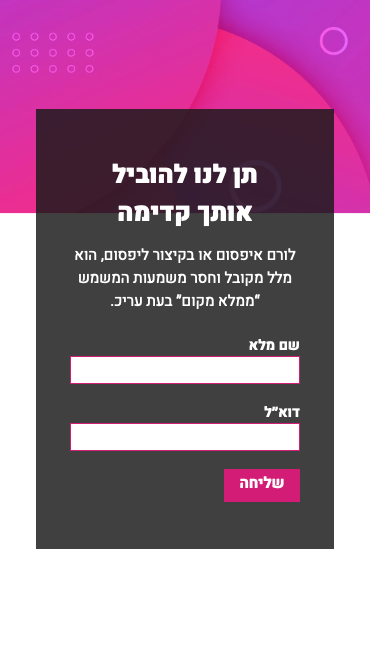 תן לנו להוביל
אותך קדימה
לורם איפסום או בקיצור ליפסום, הוא
מלל מקובל וחסר משמעות המשמש
“ממלא מקום” בעת עריכ.
שם מלא
דוא״ל
שליחה